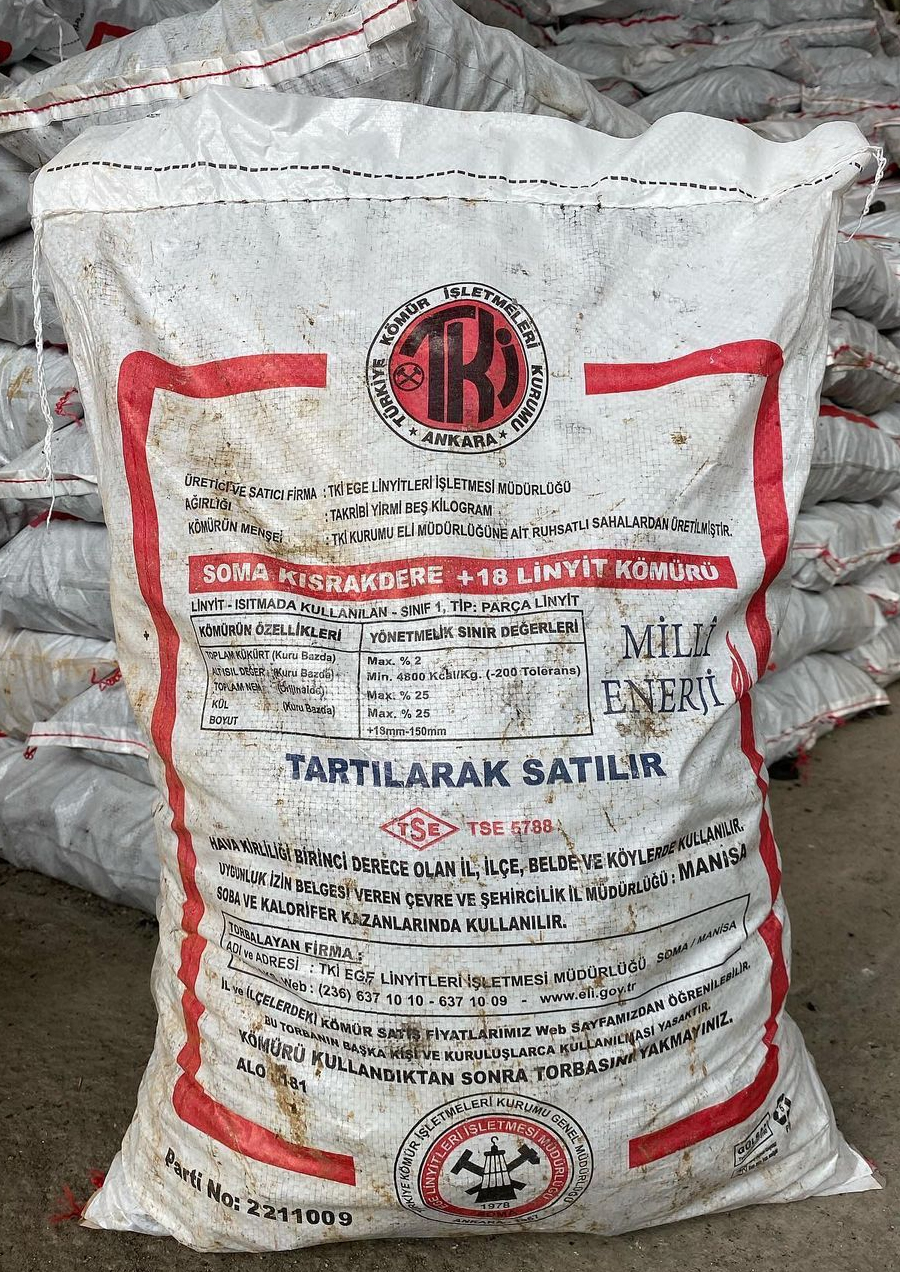 TÜRKİYE KÖMÜR İŞLETMELERİ KURUMU
TKİ
★ ANKARA ★
ÜRETİCİ VE SATICI FİRMA : TKİ EGE LİNYİTLERİ İŞLETMESİ MÜDÜRLÜĞÜ
AĞIRLIĞI : TAKRİBİ YİRMİ BEŞ KİLOGRAM
KÖMÜRÜN MENŞEİ : TKİ KURUMU ELİ MÜDÜRLÜĞÜNE AİT RUHSATLI SAHALARDAN ÜRETİLMİŞTİR.
SOMA KISRAKDERE +18 LİNYİT KÖMÜRÜ
LİNYİT - ISITMADA KULLANILAN - SINIF 1, TİP: PARÇA LİNYİT
KÖMÜRÜN ÖZELLİKLERİ YÖNETMELİK SINIR DEĞERLERİ
TOPLAM KÜKÜRT (Kuru Bazda) Max. % 2
ALT ISIL DEĞER (Kuru Bazda) Min. 4800 Kcal/Kg. (-200 Tolerans)
TOPLAM NEM (Orijinalde) Max. % 25
KÜL (Kuru Bazda) Max. % 25
BOYUT +18mm-150mm
MİLLİ
ENERJİ
TARTILARAK SATILIR
TSE TSE 5788
HAVA KİRLİLİĞİ BİRİNCİ DERECE OLAN İL, İLÇE, BELDE VE KÖYLERDE KULLANILIR.
UYGUNLUK İZİN BELGESİ VEREN ÇEVRE VE ŞEHİRCİLİK İL MÜDÜRLÜĞÜ : MANİSA
SOBA VE KALORİFER KAZANLARINDA KULLANILIR.
TORBALAYAN FİRMA :
ADI ve ADRESİ : TKİ EGE LİNYİTLERİ İŞLETMESİ MÜDÜRLÜĞÜ SOMA / MANİSA
Web : (236) 637 10 10 - 637 10 09 - www.eli.gov.tr
İL ve İLÇELERDEKİ KÖMÜR SATIŞ FİYATLARIMIZ Web SAYFAMIZDAN ÖĞRENİLEBİLİR.
BU TORBANIN BAŞKA KİŞİ VE KURULUŞLARCA KULLANILMASI YASAKTIR.
KÖMÜRÜ KULLANDIKTAN SONRA TORBASINI YAKMAYINIZ.
ALO 181
TÜRKİYE KÖMÜR İŞLETMELERİ KURUMU GENEL MÜDÜRLÜĞÜ
EGE LİNYİTLERİ İŞLETMESİ MÜDÜRLÜĞÜ
1978
SOMA
Parti No: 2211009